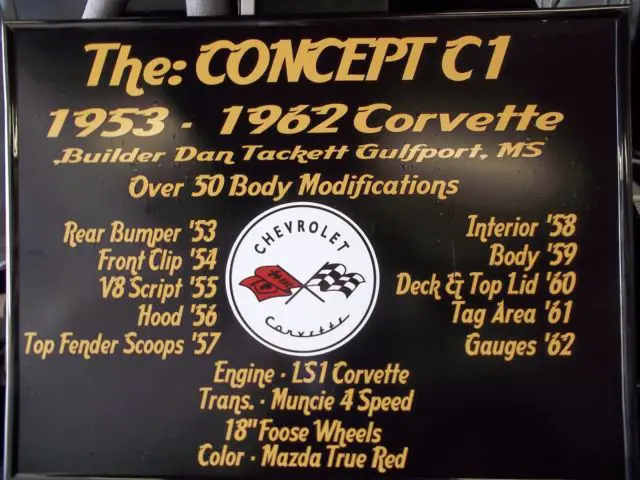 The: CONCEPT C1
1953 - 1962 Corvette
Builder Dan Tackett Gulfport, MS
Over 50 Body Modifications
Rear Bumper '53
Front Clip '54
V8 Script '55
Hood '56
Top Fender Scoops '57
CHEVROLET
Corvette
Interior '58
Body '59
Deck & Top Lid '60
Tag Area '61
Gauges '62
Engine - LS1 Corvette
Trans. - Muncie 4 Speed
18" Foose Wheels
Color - Mazda True Red